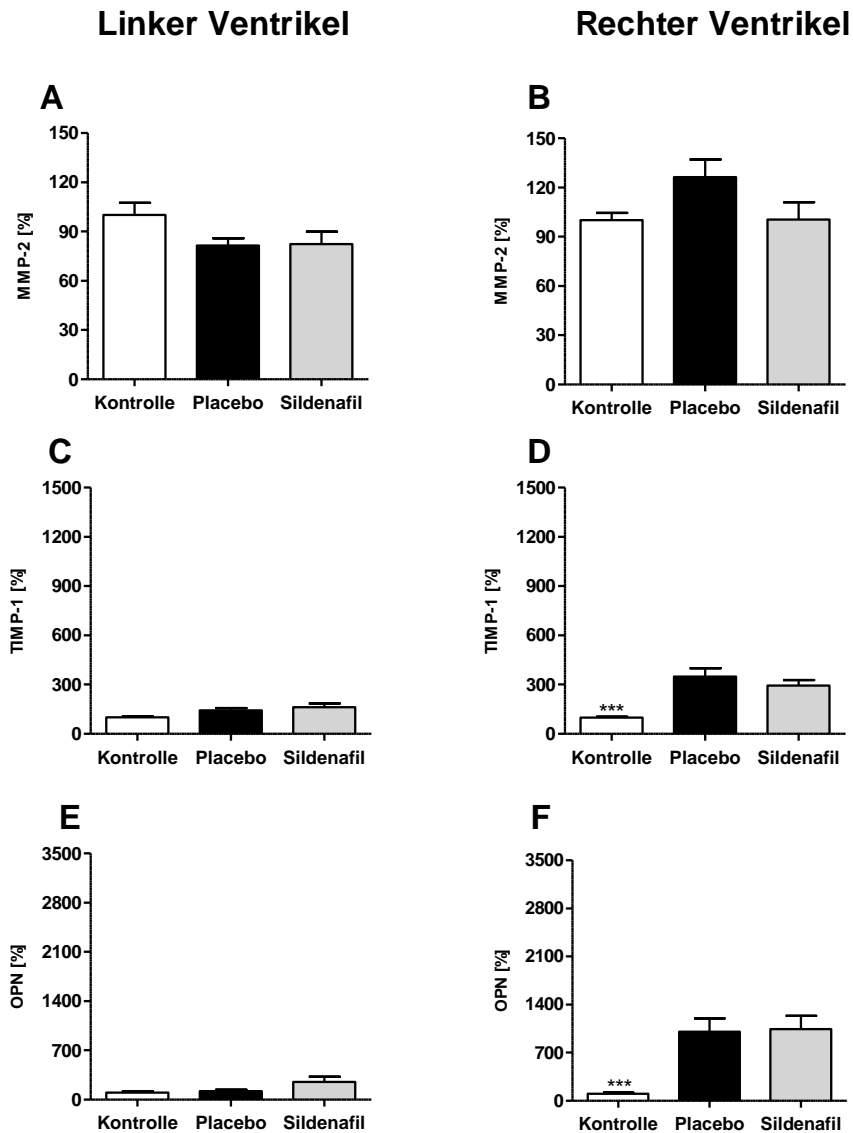 Linker Ventrikel
Rechter Ventrikel
A
150
120
90
60
30
0
MMP-2 [%]
Kontrolle Placebo Sildenafil
B
150
120
90
60
30
0
MMP-2 [%]
Kontrolle Placebo Sildenafil
C
1500
1200
900
600
300
0
TIMP-1 [%]
Kontrolle Placebo Sildenafil
D
1500
1200
900
600
300
0
TIMP-1 [%]
***
Kontrolle Placebo Sildenafil
E
3500
2800
2100
1400
700
0
OPN [%]
Kontrolle Placebo Sildenafil
F
3500
2800
2100
1400
700
0
OPN [%]
***
Kontrolle Placebo Sildenafil